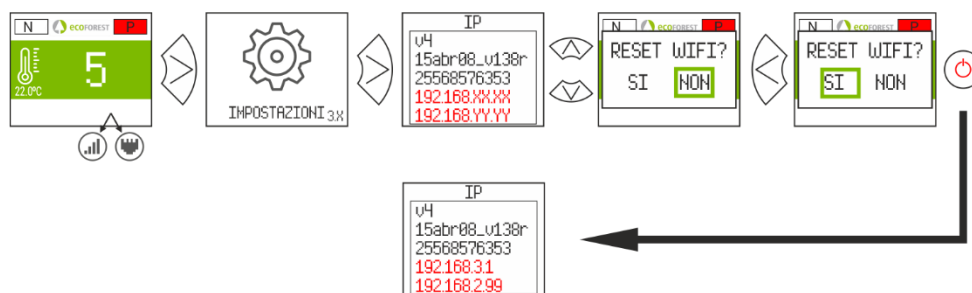 N ecoFOREST P
5
22.0ºC
IMPOSTAZIONI 3.X
IP
v4
15abr08_v138r
25568576353
192.168.XX.XX
192.168.YY.YY
N ecoFOREST P
RESET WIFI?
SI NON
N ecoFOREST P
RESET WIFI?
SI NON
IP
v4
15abr08_v138r
25568576353
192.168.3.1
192.168.2.99